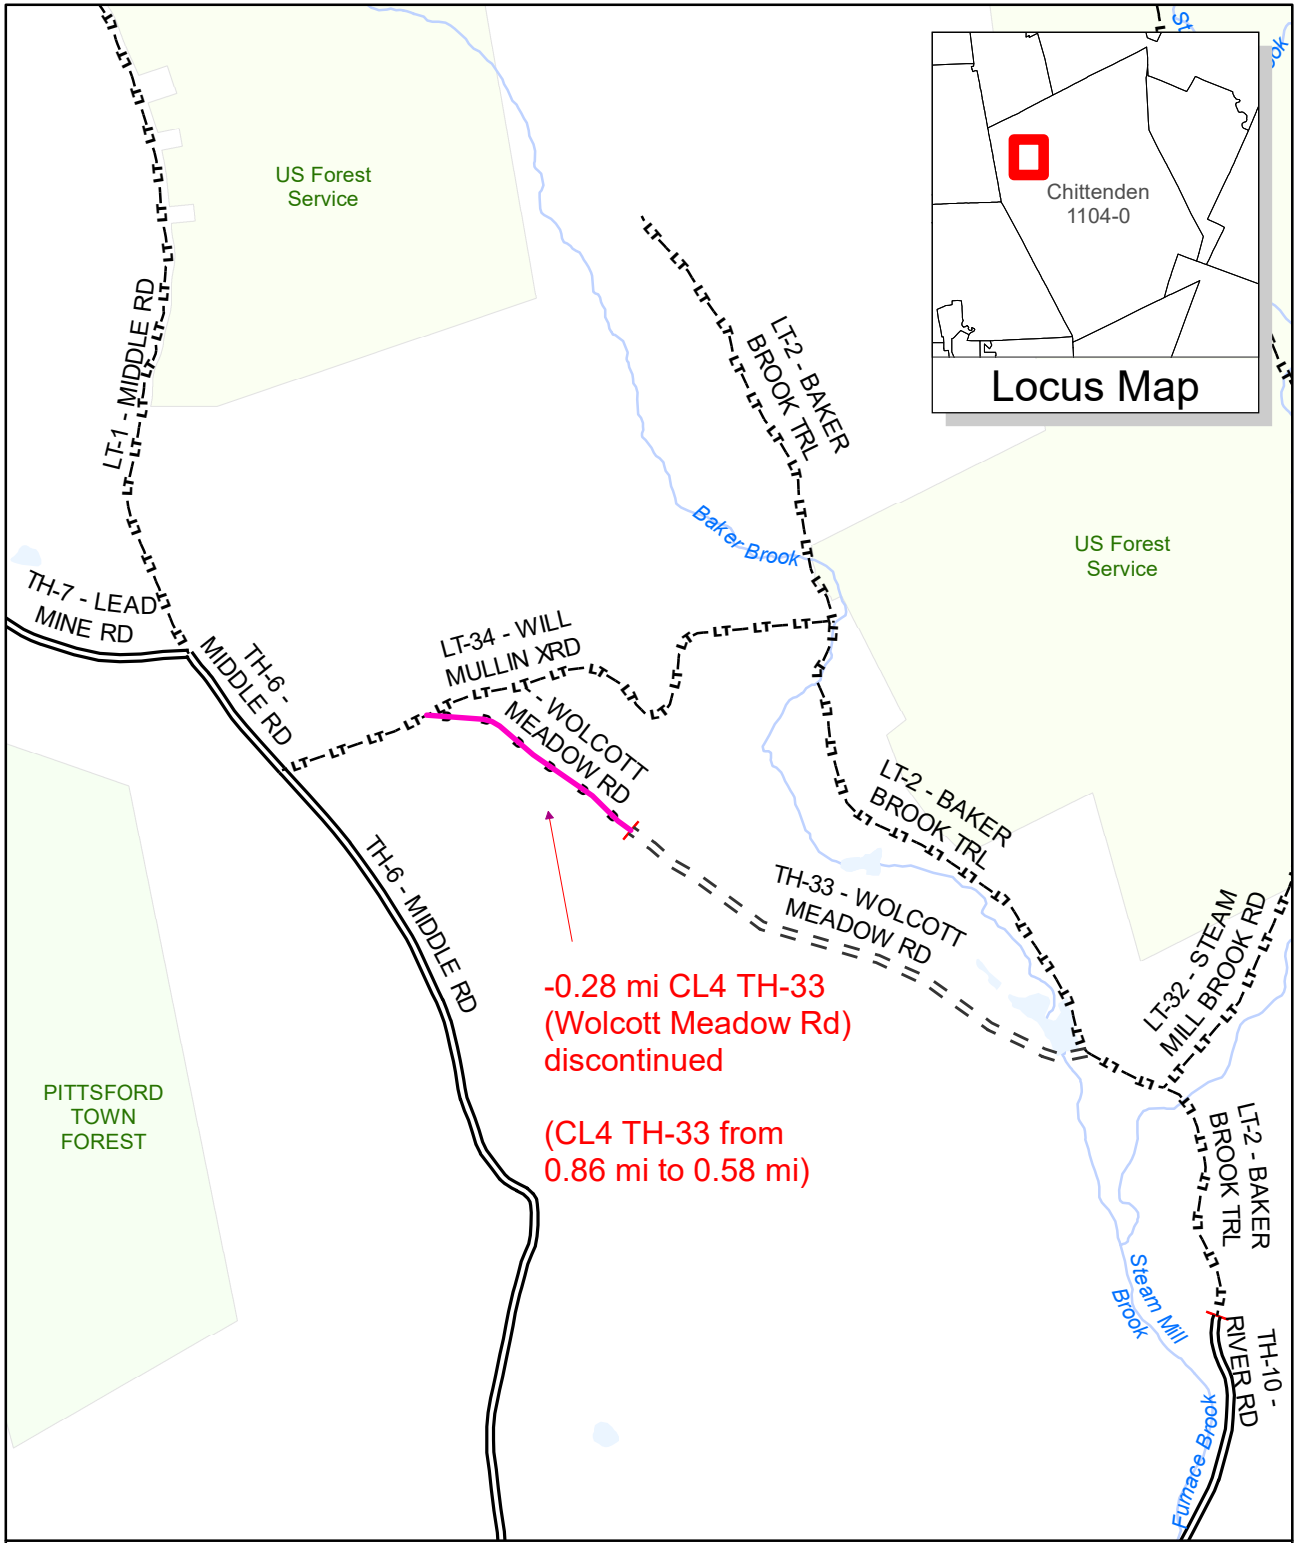 St
ok
US Forest
Service
Chittenden
1104-0
Locus Map
LT-1 - MIDDLE RD
LT-2 - BAKER
BROOK TRL
Baker Brook
US Forest
Service
TH-7 - LEAD
MINE RD
TH-6 -
MIDDLE RD
LT-34 - WILL
MULLIN XRD
- WOLCOTT
MEADOW RD
LT-2 - BAKER
BROOK TRL
TH-6 - MIDDLE RD
TH-33 - WOLCOTT
MEADOW RD
LT-32 - STEAM
MILL BROOK RD
-0.28 mi CL4 TH-33
(Wolcott Meadow Rd)
discontinued
(CL4 TH-33 from
0.86 mi to 0.58 mi)
PITTSFORD
TOWN
FOREST
LT-2 - BAKER
BROOK TRL
Steam Mill
Brook
TH-10 -
RIVER RD
Furnace Brook